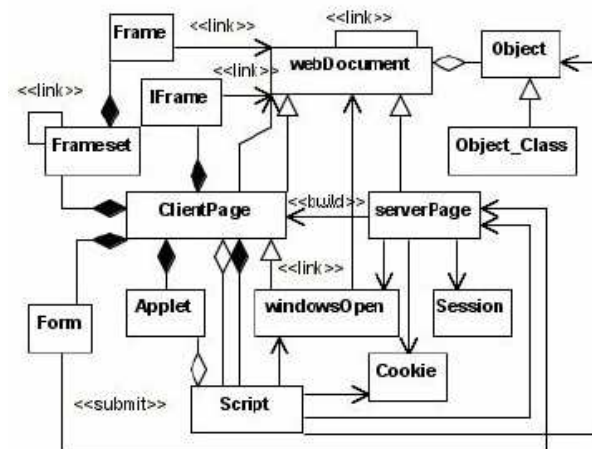 <<link>>
Frame
<<link>>
webDocument
Object
<<link>>
<<link>>
IFrame
Frameset
Object_Class
ClientPage
<<build>>
serverPage
<<link>>
Form
Applet
windowsOpen
Session
Cookie
<<submit>>
Script